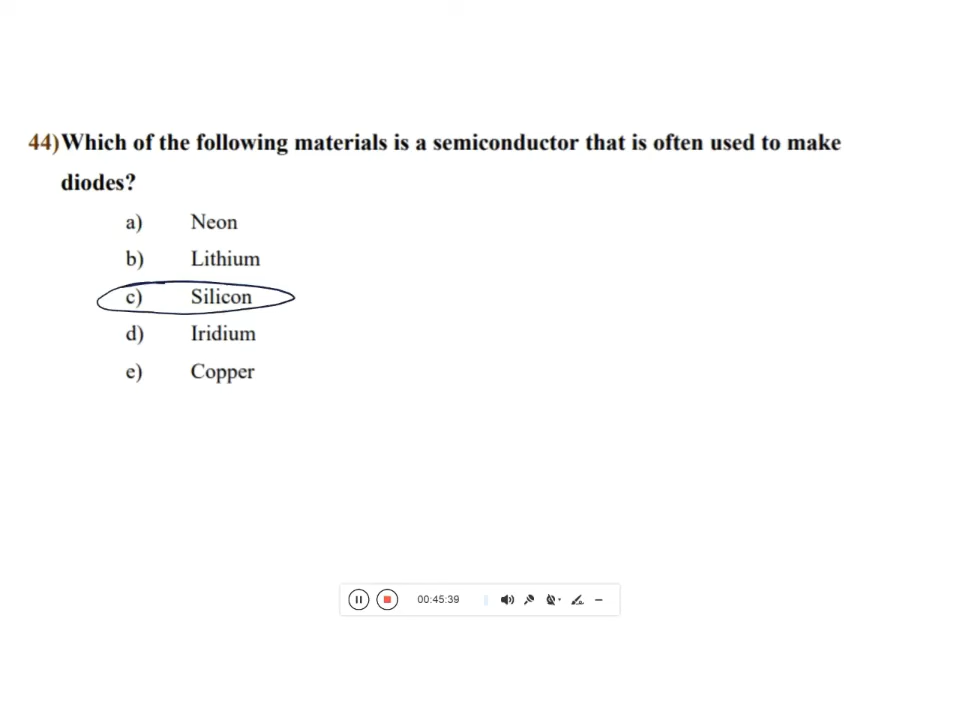 44)Which of the following materials is a semiconductor that is often used to make
diodes?
a) Neon
b) Lithium
c) Silicon
d) Iridium
e) Copper
00:45:39